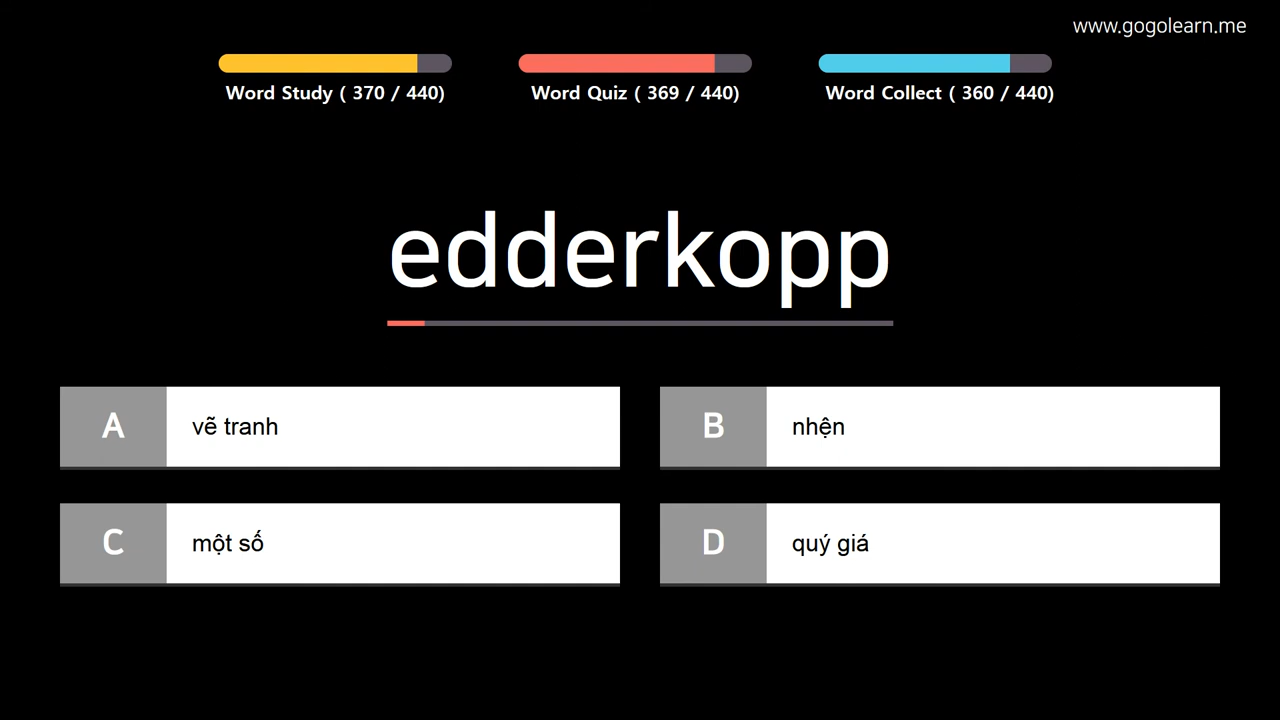 www.gogolearn.me
Word Study ( 370 / 440)
Word Quiz ( 369 / 440)
Word Collect ( 360 / 440)
edderkopp
A vẽ tranh
B nhện
C một số
D quý giá